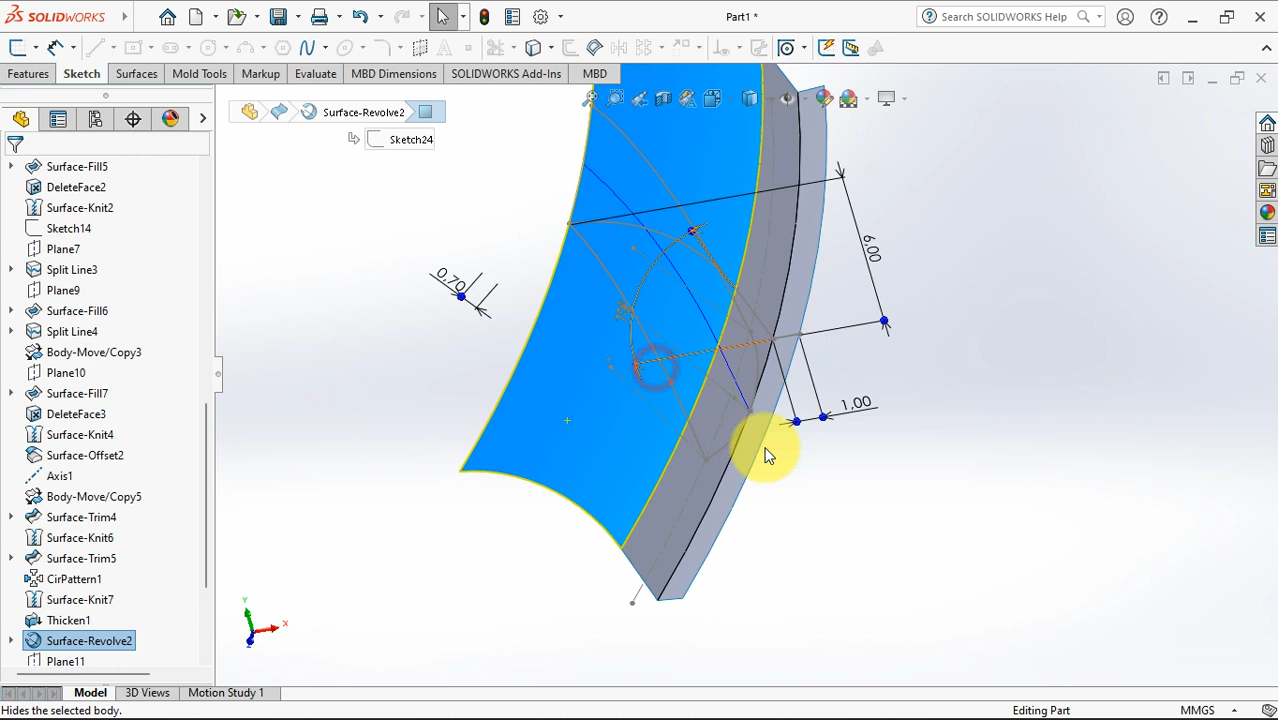 SOLIDWORKS
Part1 *
Search SOLIDWORKS Help
Features
Sketch
Surfaces
Mold Tools
Markup
Evaluate
MBD Dimensions
SOLIDWORKS Add-Ins
MBD
Surface-Revolve2
Sketch24
Surface-Fill5
DeleteFace2
Surface-Knit2
Sketch14
Plane7
Split Line3
Plane9
Surface-Fill6
Split Line4
Body-Move/Copy3
Plane10
Surface-Fill7
DeleteFace3
Surface-Knit4
Surface-Offset2
Axis1
Body-Move/Copy5
Surface-Trim4
Surface-Knit6
Surface-Trim5
CirPattern1
Surface-Knit7
Thicken1
Surface-Revolve2
Plane11
0,70
6,00
1,00
Y
X
Z
Model
3D Views
Motion Study 1
Hides the selected body.
Editing Part
MMGS